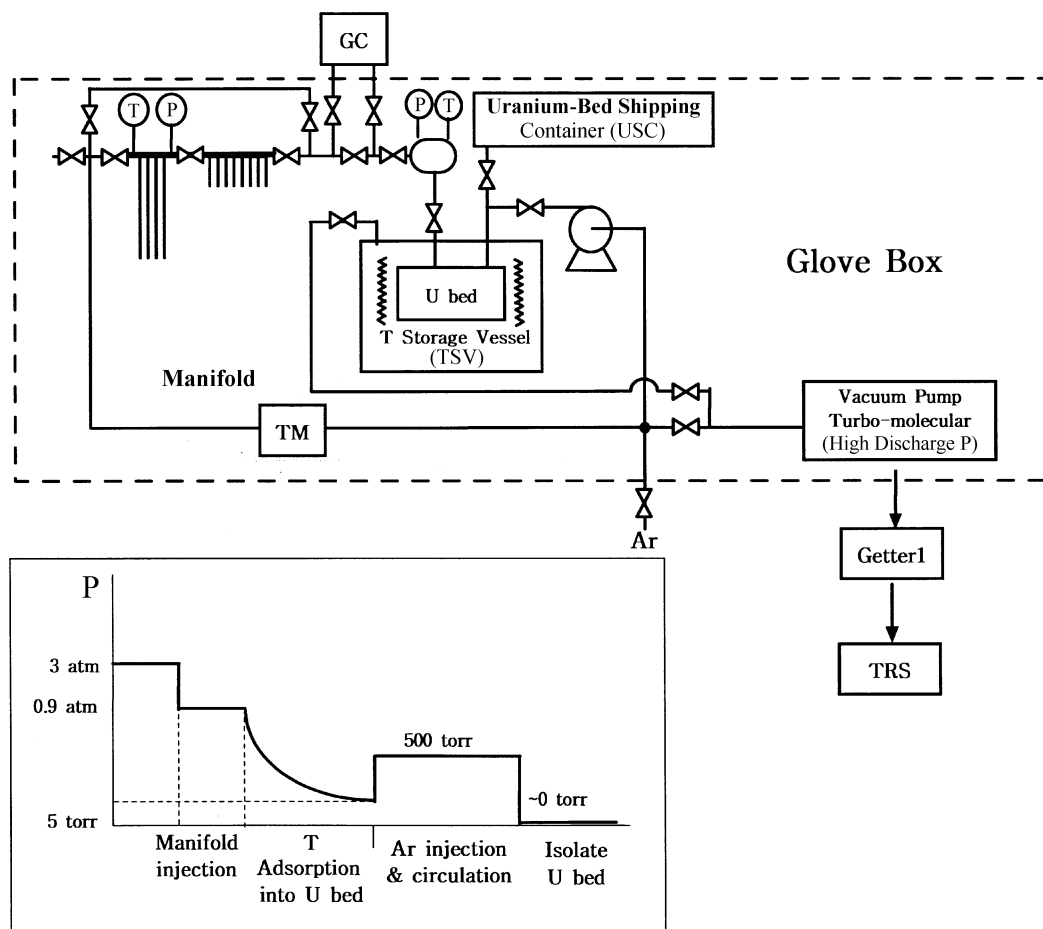 GC
T
P
P
T
Uranium-Bed Shipping
Container (USC)
Glove Box
U bed
T Storage Vessel
(TSV)
Manifold
TM
Vacuum Pump
Turbo-molecular
(High Discharge P)
Ar
Getter1
TRS
P
3 atm
0.9 atm
500 torr
~0 torr
5 torr
Manifold
injection
T
Adsorption
into U bed
Ar injection
& circulation
Isolate
U bed